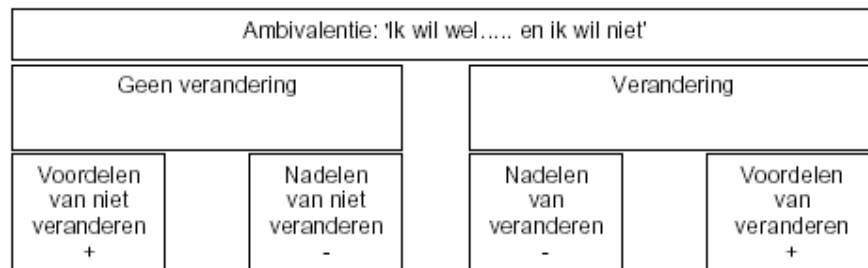 Ambivalentie: 'Ik wil wel..... en ik wil niet'
Geen verandering
Verandering
Voordelen
van niet
veranderen
+
Nadelen
van niet
veranderen
-
Nadelen
van
veranderen
-
Voordelen
van
veranderen
+